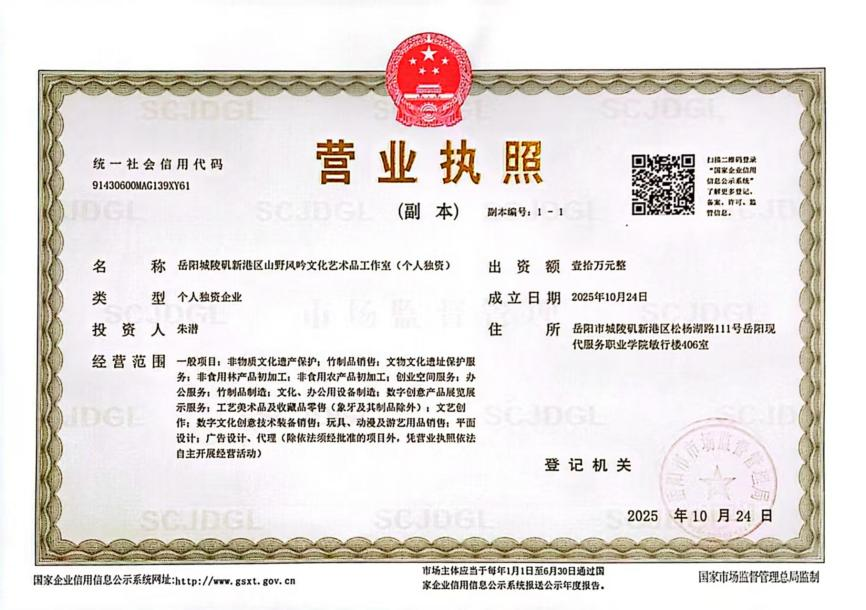 营业执照
(副 本)
副本编号：1-1
统一社会信用代码
91430600MAG139XY61
扫描二维码登录
“国家企业信用
信息公示系统”
了解更多登记、
备案、许可、监
管信息。
名 称 岳阳城陵矶新港区山野风吟文化艺术品工作室（个人独资）
类 型 个人独资企业
投 资 人 朱潜
经 营 范 围 一般项目：非物质文化遗产保护；竹制品销售；文物文化遗址保护服
务；非食用林产品初加工；非食用农产品初加工；创业空间服务；办
公服务；竹制品制造；文化、办公用设备制造；数字创意产品展览展
示服务；工艺美术品及收藏品零售（象牙及其制品除外）；文艺创
作；数字文化创意技术装备销售；玩具、动漫及游艺用品销售；平面
设计；广告设计、代理（除依法须经批准的项目外，凭营业执照依法
自主开展经营活动）
出 资 额 壹拾万元整
成 立 日 期 2025年10月24日
住 所 岳阳市城陵矶新港区松杨湖路111号岳阳现
代服务职业学院敏行楼406室
登 记 机 关
岳阳市市场监督管理局
2025 年 10 月 24 日
国家企业信用信息公示系统网址:http://www.gsxt.gov.cn
市场主体应当于每年1月1日至6月30日通过国
家企业信用信息公示系统报送公示年度报告。
国家市场监督管理总局监制
SCJDGL
市场监督管理